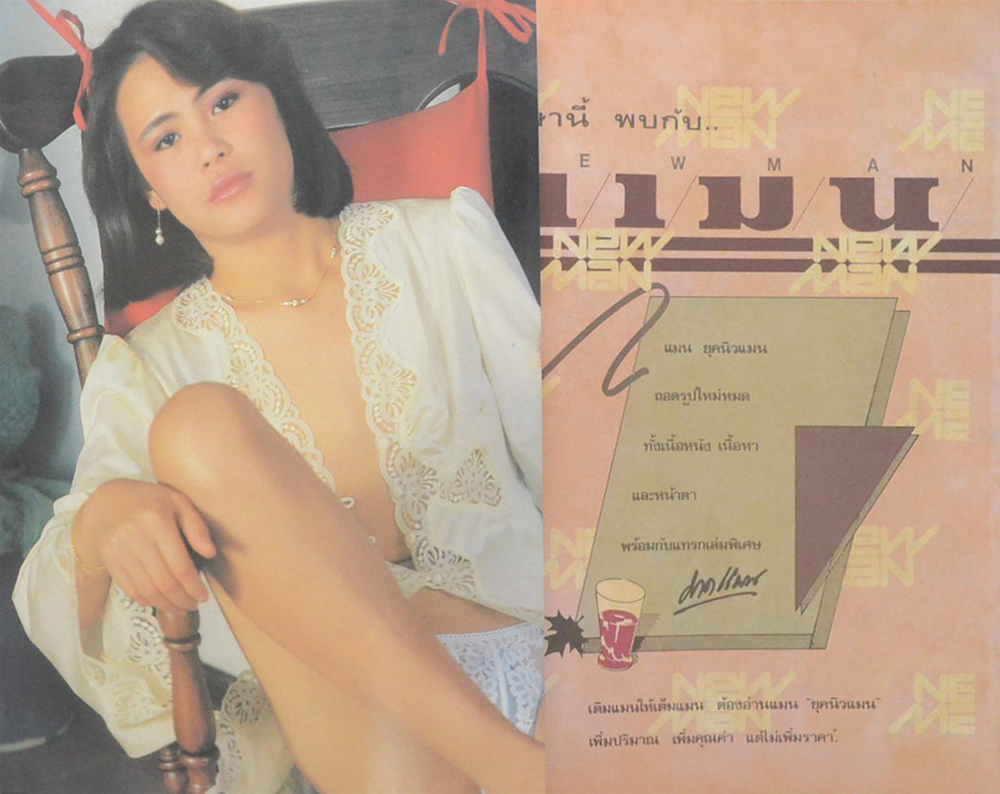 นี้ พบกับ..
E W M A N
แมน
NEW MAN
NEW MAN
NEW MAN
แมน ยุคนิวแมน
ถอดรูปใหม่หมด
ทั้งเนื้อหนัง เนื้อหา
และหน้าตา
พร้อมกับแทรกเล่มพิเศษ
เติมแมนให้เต็มแมน ต้องอ่านแมน "ยุคนิวแมน"
เพิ่มปริมาณ เพิ่มคุณค่า แต่ไม่เพิ่มราคา.